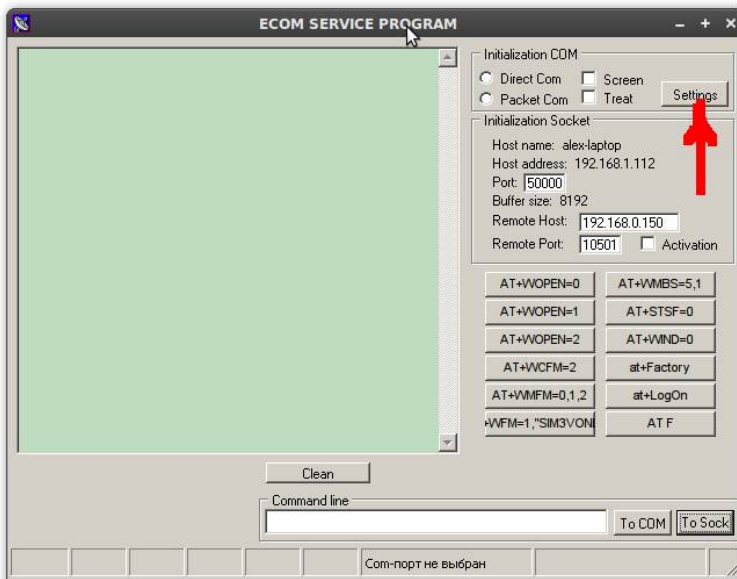 ECOM SERVICE PROGRAM
Initialization COM
Direct Com Screen
Packet Com Treat
Settings
Initialization Socket
Host name: alex-laptop
Host address: 192.168.1.112
Port: 50000
Buffer size: 8192
Remote Host: 192.168.0.150
Remote Port: 10501 Activation
AT+WOPEN=0 AT+WMBS=5,1
AT+WOPEN=1 AT+STSF=0
AT+WOPEN=2 AT+WIND=0
AT+WCFM=2 at+Factory
AT+WMFM=0,1,2 at+LogOn
+WFM=1,"SIM3VONL AT F
Clean
Command line
To COM To Sock
Com-порт не выбран